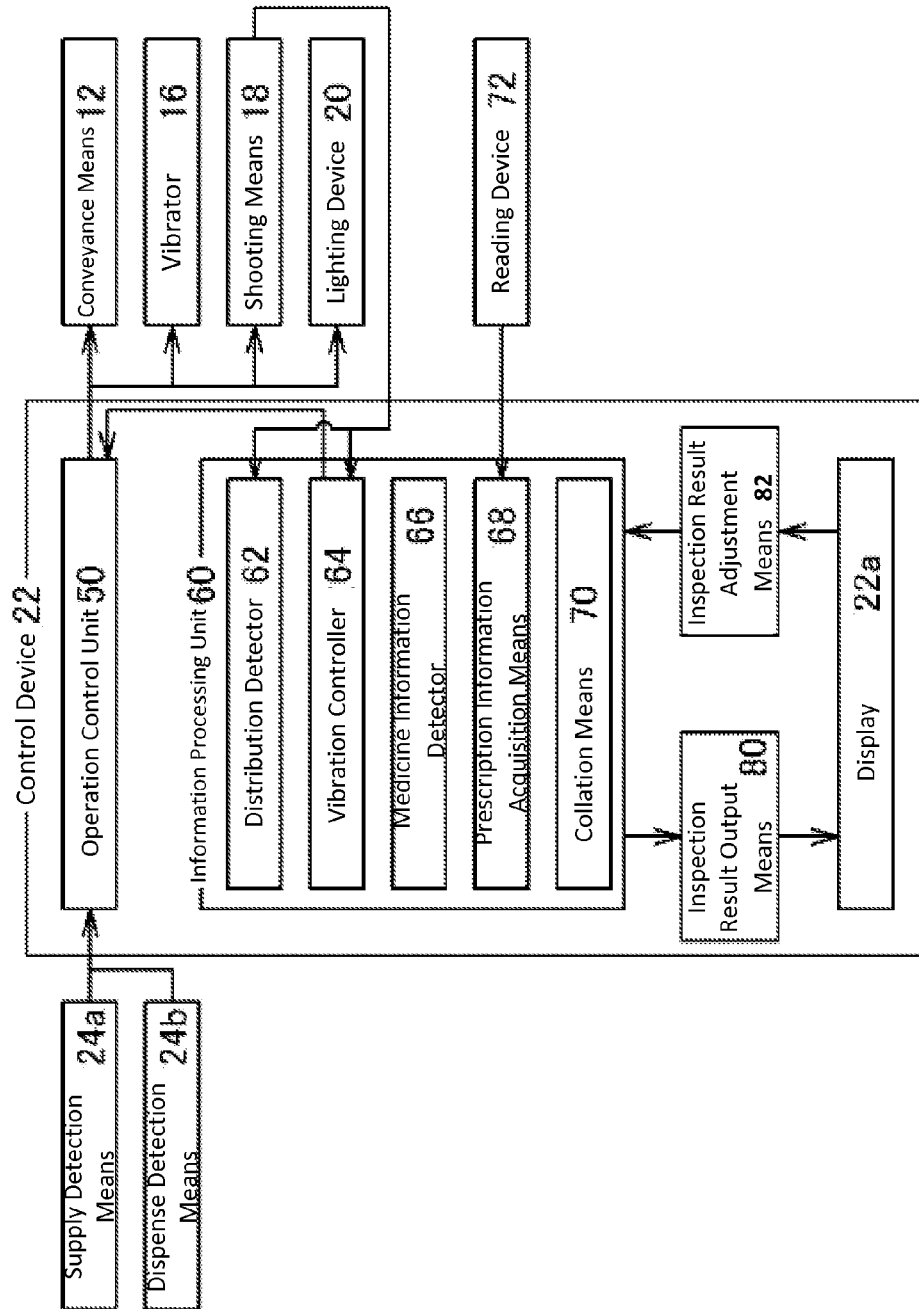 Supply Detection
Means 24a
Dispense Detection
Means 24b
Control Device 22
Operation Control Unit 50
Information Processing Unit 60
Distribution Detector 62
Vibration Controller 64
Medicine Information
Detector 66
Prescription Information
Acquisition Means 68
Collation Means 70
Inspection
Result Output
Means 80
Inspection Result
Adjustment
Means 82
Display 22a
Conveyance Means 12
Vibrator 16
Shooting Means 18
Lighting Device 20
Reading Device 72